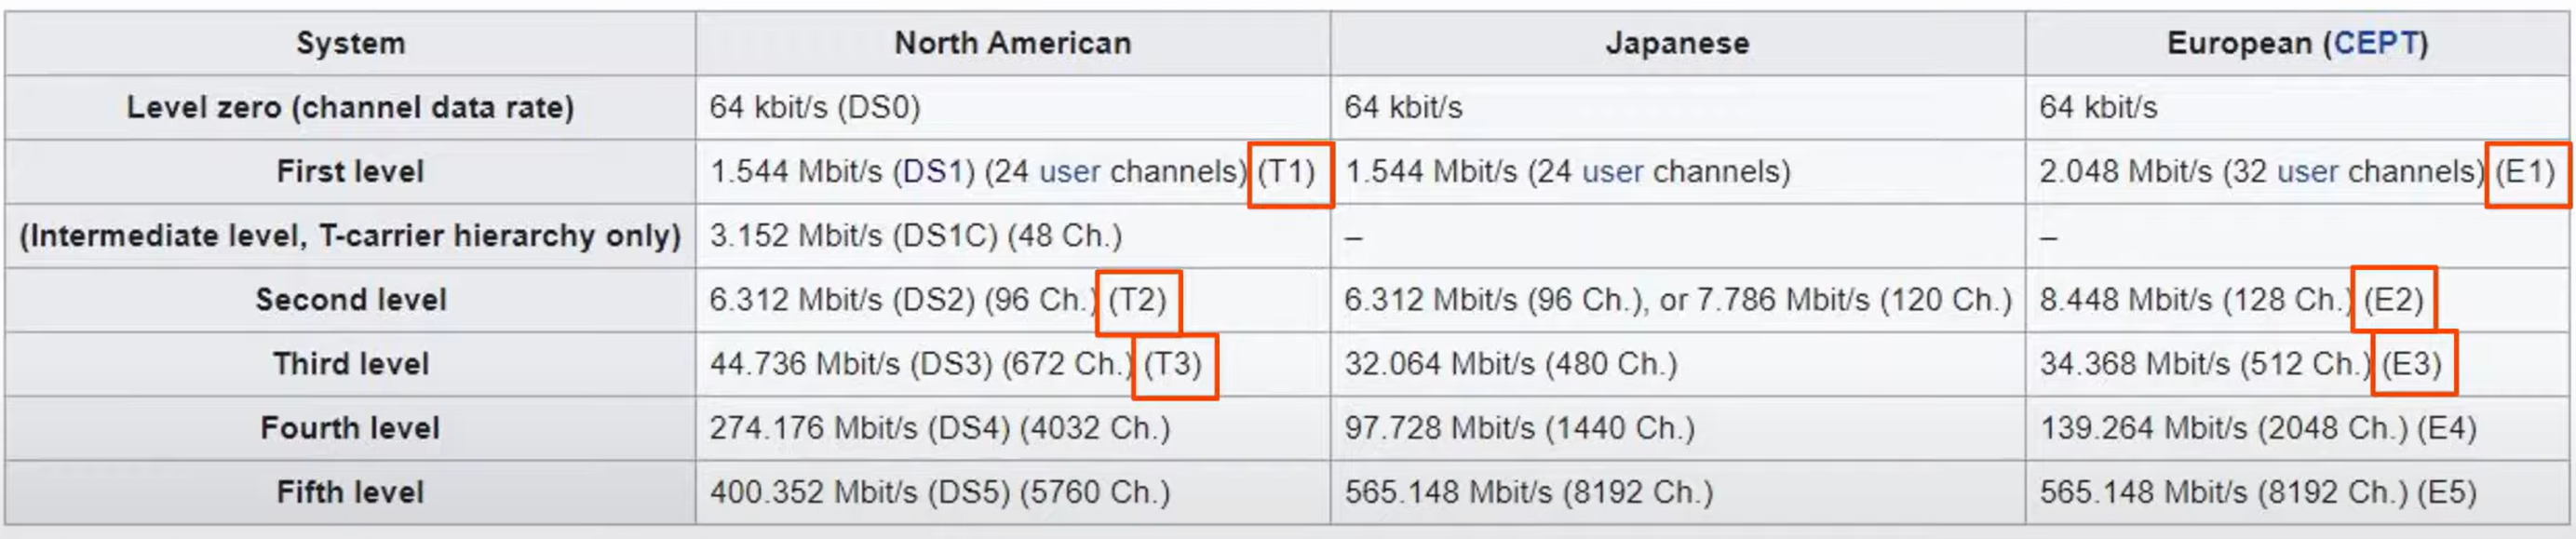 System North American Japanese European (CEPT)
Level zero (channel data rate) 64 kbit/s (DS0) 64 kbit/s 64 kbit/s
First level 1.544 Mbit/s (DS1) (24 user channels) (T1) 1.544 Mbit/s (24 user channels) 2.048 Mbit/s (32 user channels) (E1)
(Intermediate level, T-carrier hierarchy only) 3.152 Mbit/s (DS1C) (48 Ch.) – –
Second level 6.312 Mbit/s (DS2) (96 Ch.) (T2) 6.312 Mbit/s (96 Ch.), or 7.786 Mbit/s (120 Ch.) 8.448 Mbit/s (128 Ch.) (E2)
Third level 44.736 Mbit/s (DS3) (672 Ch.) (T3) 32.064 Mbit/s (480 Ch.) 34.368 Mbit/s (512 Ch.) (E3)
Fourth level 274.176 Mbit/s (DS4) (4032 Ch.) 97.728 Mbit/s (1440 Ch.) 139.264 Mbit/s (2048 Ch.) (E4)
Fifth level 400.352 Mbit/s (DS5) (5760 Ch.) 565.148 Mbit/s (8192 Ch.) 565.148 Mbit/s (8192 Ch.) (E5)